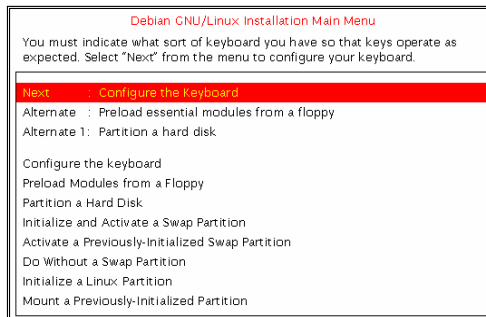 Debian GNU/Linux Installation Main Menu
You must indicate what sort of keyboard you have so that keys operate as
expected. Select "Next" from the menu to configure your keyboard.
Next : Configure the Keyboard
Alternate : Preload essential modules from a floppy
Alternate 1: Partition a hard disk
Configure the keyboard
Preload Modules from a Floppy
Partition a Hard Disk
Initialize and Activate a Swap Partition
Activate a Previously-Initialized Swap Partition
Do Without a Swap Partition
Initialize a Linux Partition
Mount a Previously-Initialized Partition